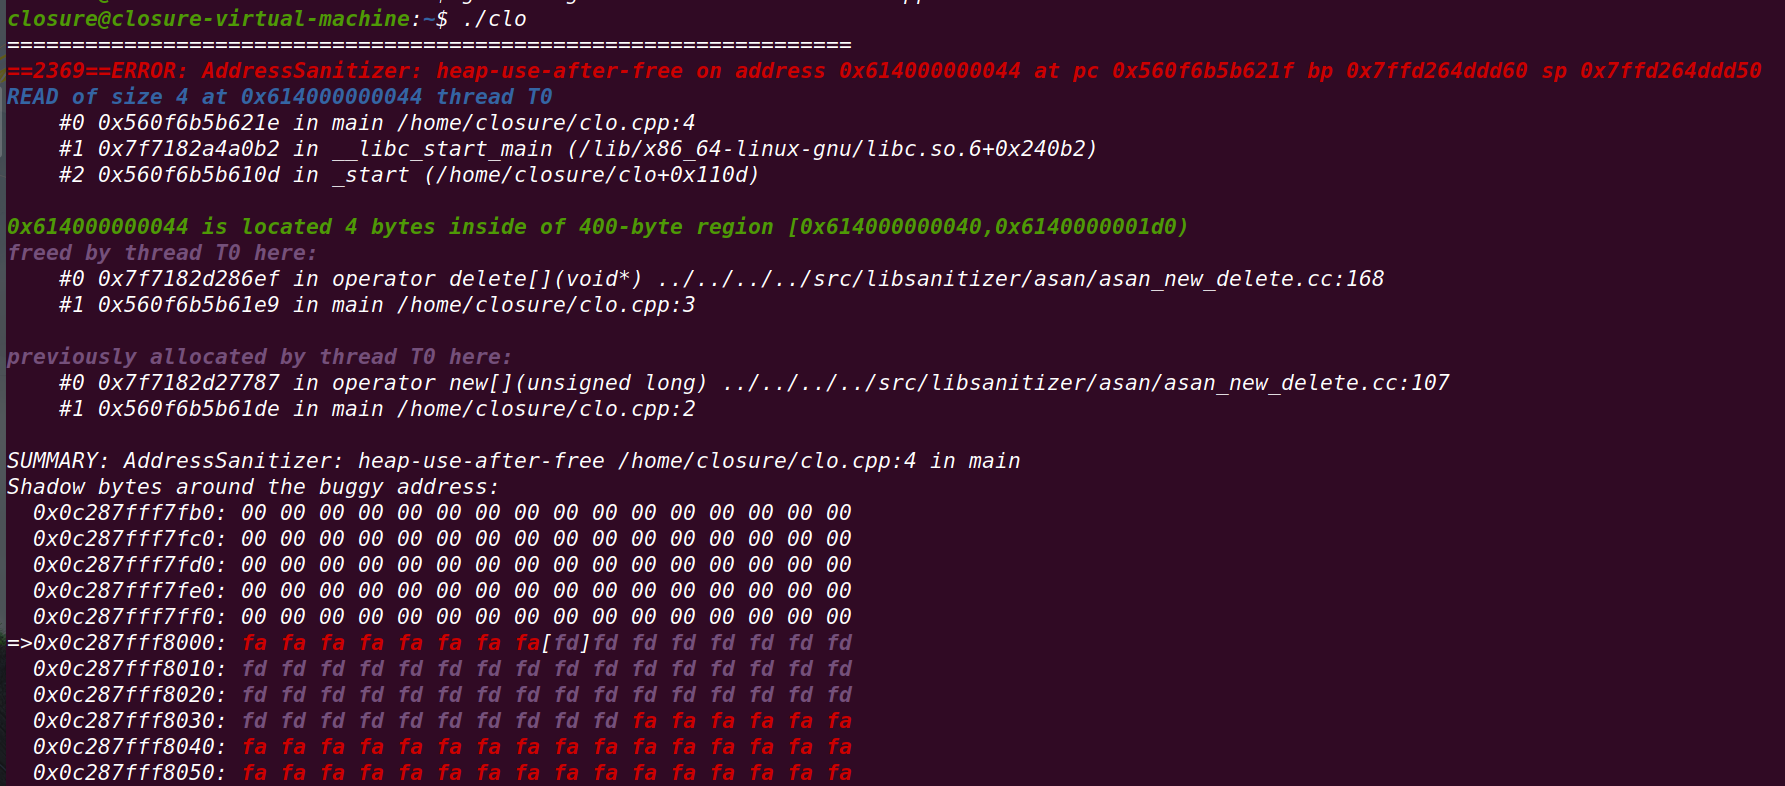 closure@closure-virtual-machine:~$ ./clo
=================================================================
==2369==ERROR: AddressSanitizer: heap-use-after-free on address 0x614000000044 at pc 0x560f6b5b621f bp 0x7ffd264ddd60 sp 0x7ffd264ddd50
READ of size 4 at 0x614000000044 thread T0
    #0 0x560f6b5b621e in main /home/closure/clo.cpp:4
    #1 0x7f7182a4a0b2 in __libc_start_main (/lib/x86_64-linux-gnu/libc.so.6+0x240b2)
    #2 0x560f6b5b610d in _start (/home/closure/clo+0x110d)
0x614000000044 is located 4 bytes inside of 400-byte region [0x614000000040,0x6140000001d0)
freed by thread T0 here:
    #0 0x7f7182d286ef in operator delete[](void*) ../../../../src/libsanitizer/asan/asan_new_delete.cc:168
    #1 0x560f6b5b61e9 in main /home/closure/clo.cpp:3
previously allocated by thread T0 here:
    #0 0x7f7182d27787 in operator new[](unsigned long) ../../../../src/libsanitizer/asan/asan_new_delete.cc:107
    #1 0x560f6b5b61de in main /home/closure/clo.cpp:2
SUMMARY: AddressSanitizer: heap-use-after-free /home/closure/clo.cpp:4 in main
Shadow bytes around the buggy address:
  0x0c287fff7fb0: 00 00 00 00 00 00 00 00 00 00 00 00 00 00 00 00
  0x0c287fff7fc0: 00 00 00 00 00 00 00 00 00 00 00 00 00 00 00 00
  0x0c287fff7fd0: 00 00 00 00 00 00 00 00 00 00 00 00 00 00 00 00
  0x0c287fff7fe0: 00 00 00 00 00 00 00 00 00 00 00 00 00 00 00 00
  0x0c287fff7ff0: 00 00 00 00 00 00 00 00 00 00 00 00 00 00 00 00
=>0x0c287fff8000: fa fa fa fa fa fa fa fa[fd]fd fd fd fd fd fd fd
  0x0c287fff8010: fd fd fd fd fd fd fd fd fd fd fd fd fd fd fd fd
  0x0c287fff8020: fd fd fd fd fd fd fd fd fd fd fd fd fd fd fd fd
  0x0c287fff8030: fd fd fd fd fd fd fd fd fd fd fa fa fa fa fa fa
  0x0c287fff8040: fa fa fa fa fa fa fa fa fa fa fa fa fa fa fa fa
  0x0c287fff8050: fa fa fa fa fa fa fa fa fa fa fa fa fa fa fa fa